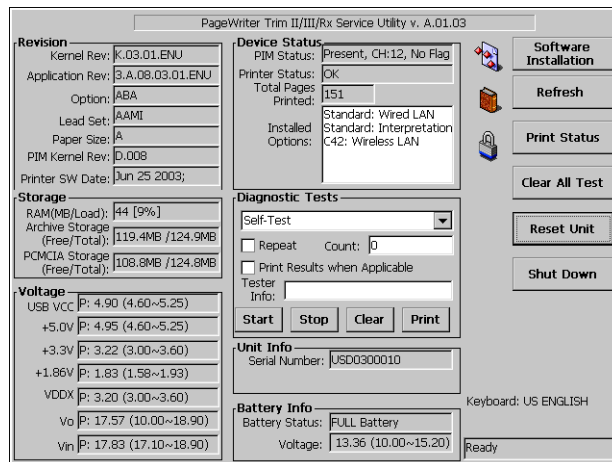 PageWriter Trim II/III/Rx Service Utility v. A.01.03
Revision
Kernel Rev: K.03.01.ENU
Application Rev: 3.A.08.03.01.ENU
Option: ABA
Lead Set: AAMI
Paper Size: A
PIM Kernel Rev: D.008
Printer SW Date: Jun 25 2003;
Storage
RAM(MB/Load): 44 [9%]
Archive Storage
(Free/Total): 119.4MB /124.9MB
PCMCIA Storage
(Free/Total): 108.8MB /124.8MB
Voltage
USB VCC P: 4.90 (4.60~5.25)
+5.0V P: 4.95 (4.60~5.25)
+3.3V P: 3.22 (3.00~3.60)
+1.86V P: 1.83 (1.58~1.93)
VDDX P: 3.20 (3.00~3.60)
Vo P: 17.57 (10.00~18.90)
Vin P: 17.83 (17.10~18.90)
Device Status
PIM Status: Present, CH:12, No Flag
Printer Status: OK
Total Pages
Printed: 151
Installed
Options:
Standard: Wired LAN
Standard: Interpretation
C42: Wireless LAN
Diagnostic Tests
Self-Test
Repeat Count: 0
Print Results when Applicable
Tester
Info:
Start Stop Clear Print
Unit Info
Serial Number: USD0300010
Battery Info
Battery Status: FULL Battery
Voltage: 13.36 (10.00~15.20)
Software
Installation
Refresh
Print Status
Clear All Test
Reset Unit
Shut Down
Keyboard: US ENGLISH
Ready